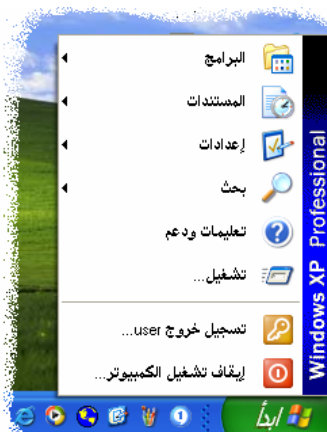 البرامج
المستندات
إعدادات
بحث
تعليمات ودعم
تشغيل...
تسجيل خروج user...
إيقاف تشغيل الكمبيوتر...
Windows XP Professional
ابدأ